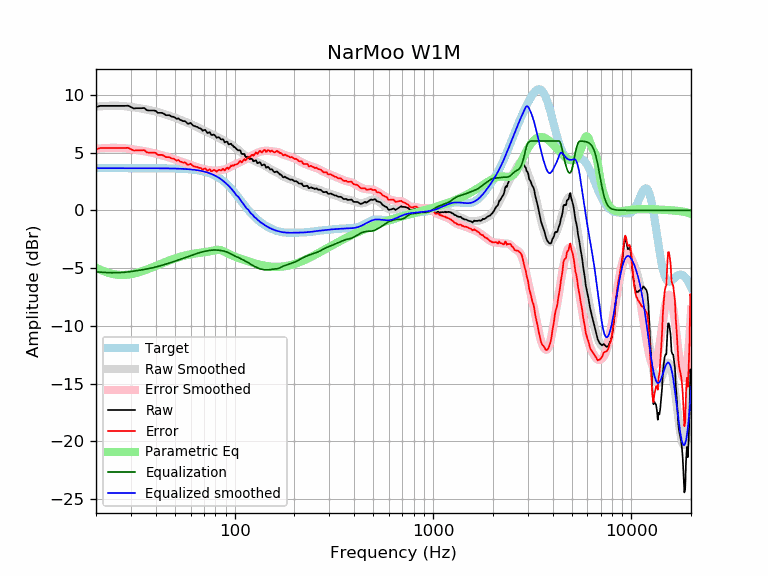 NarMoo W1M
10
5
0
−5
−10
−15
−20
−25
Amplitude (dBr)
Target
Raw Smoothed
Error Smoothed
Raw
Error
Parametric Eq
Equalization
Equalized smoothed
100
1000
10000
Frequency (Hz)